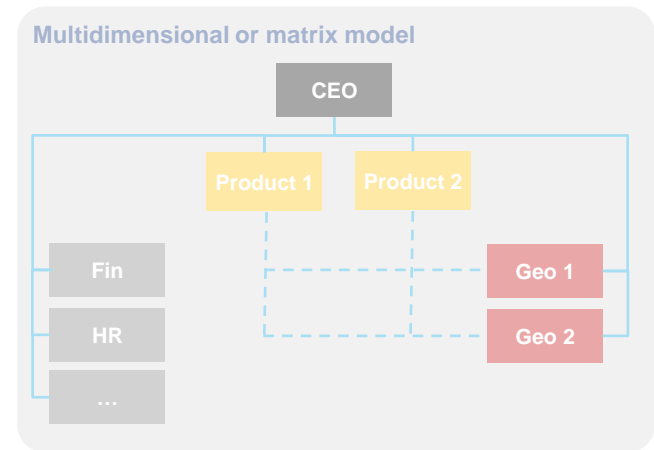 Multidimensional or matrix model
CEO
Product 1
Product 2
Fin
Geo 1
HR
Geo 2
…